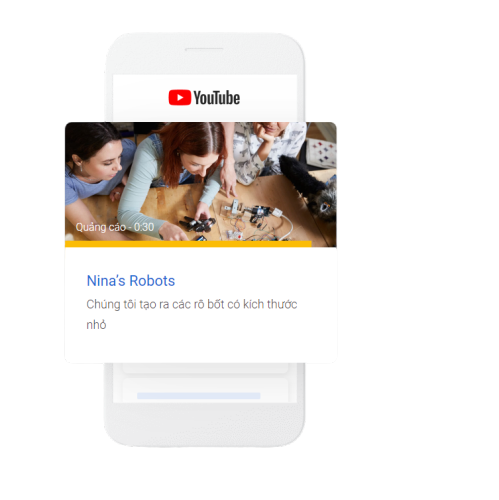 YouTube
Quảng cáo - 0:30
Nina's Robots
Chúng tôi tạo ra các rô bốt có kích thước
nhỏ